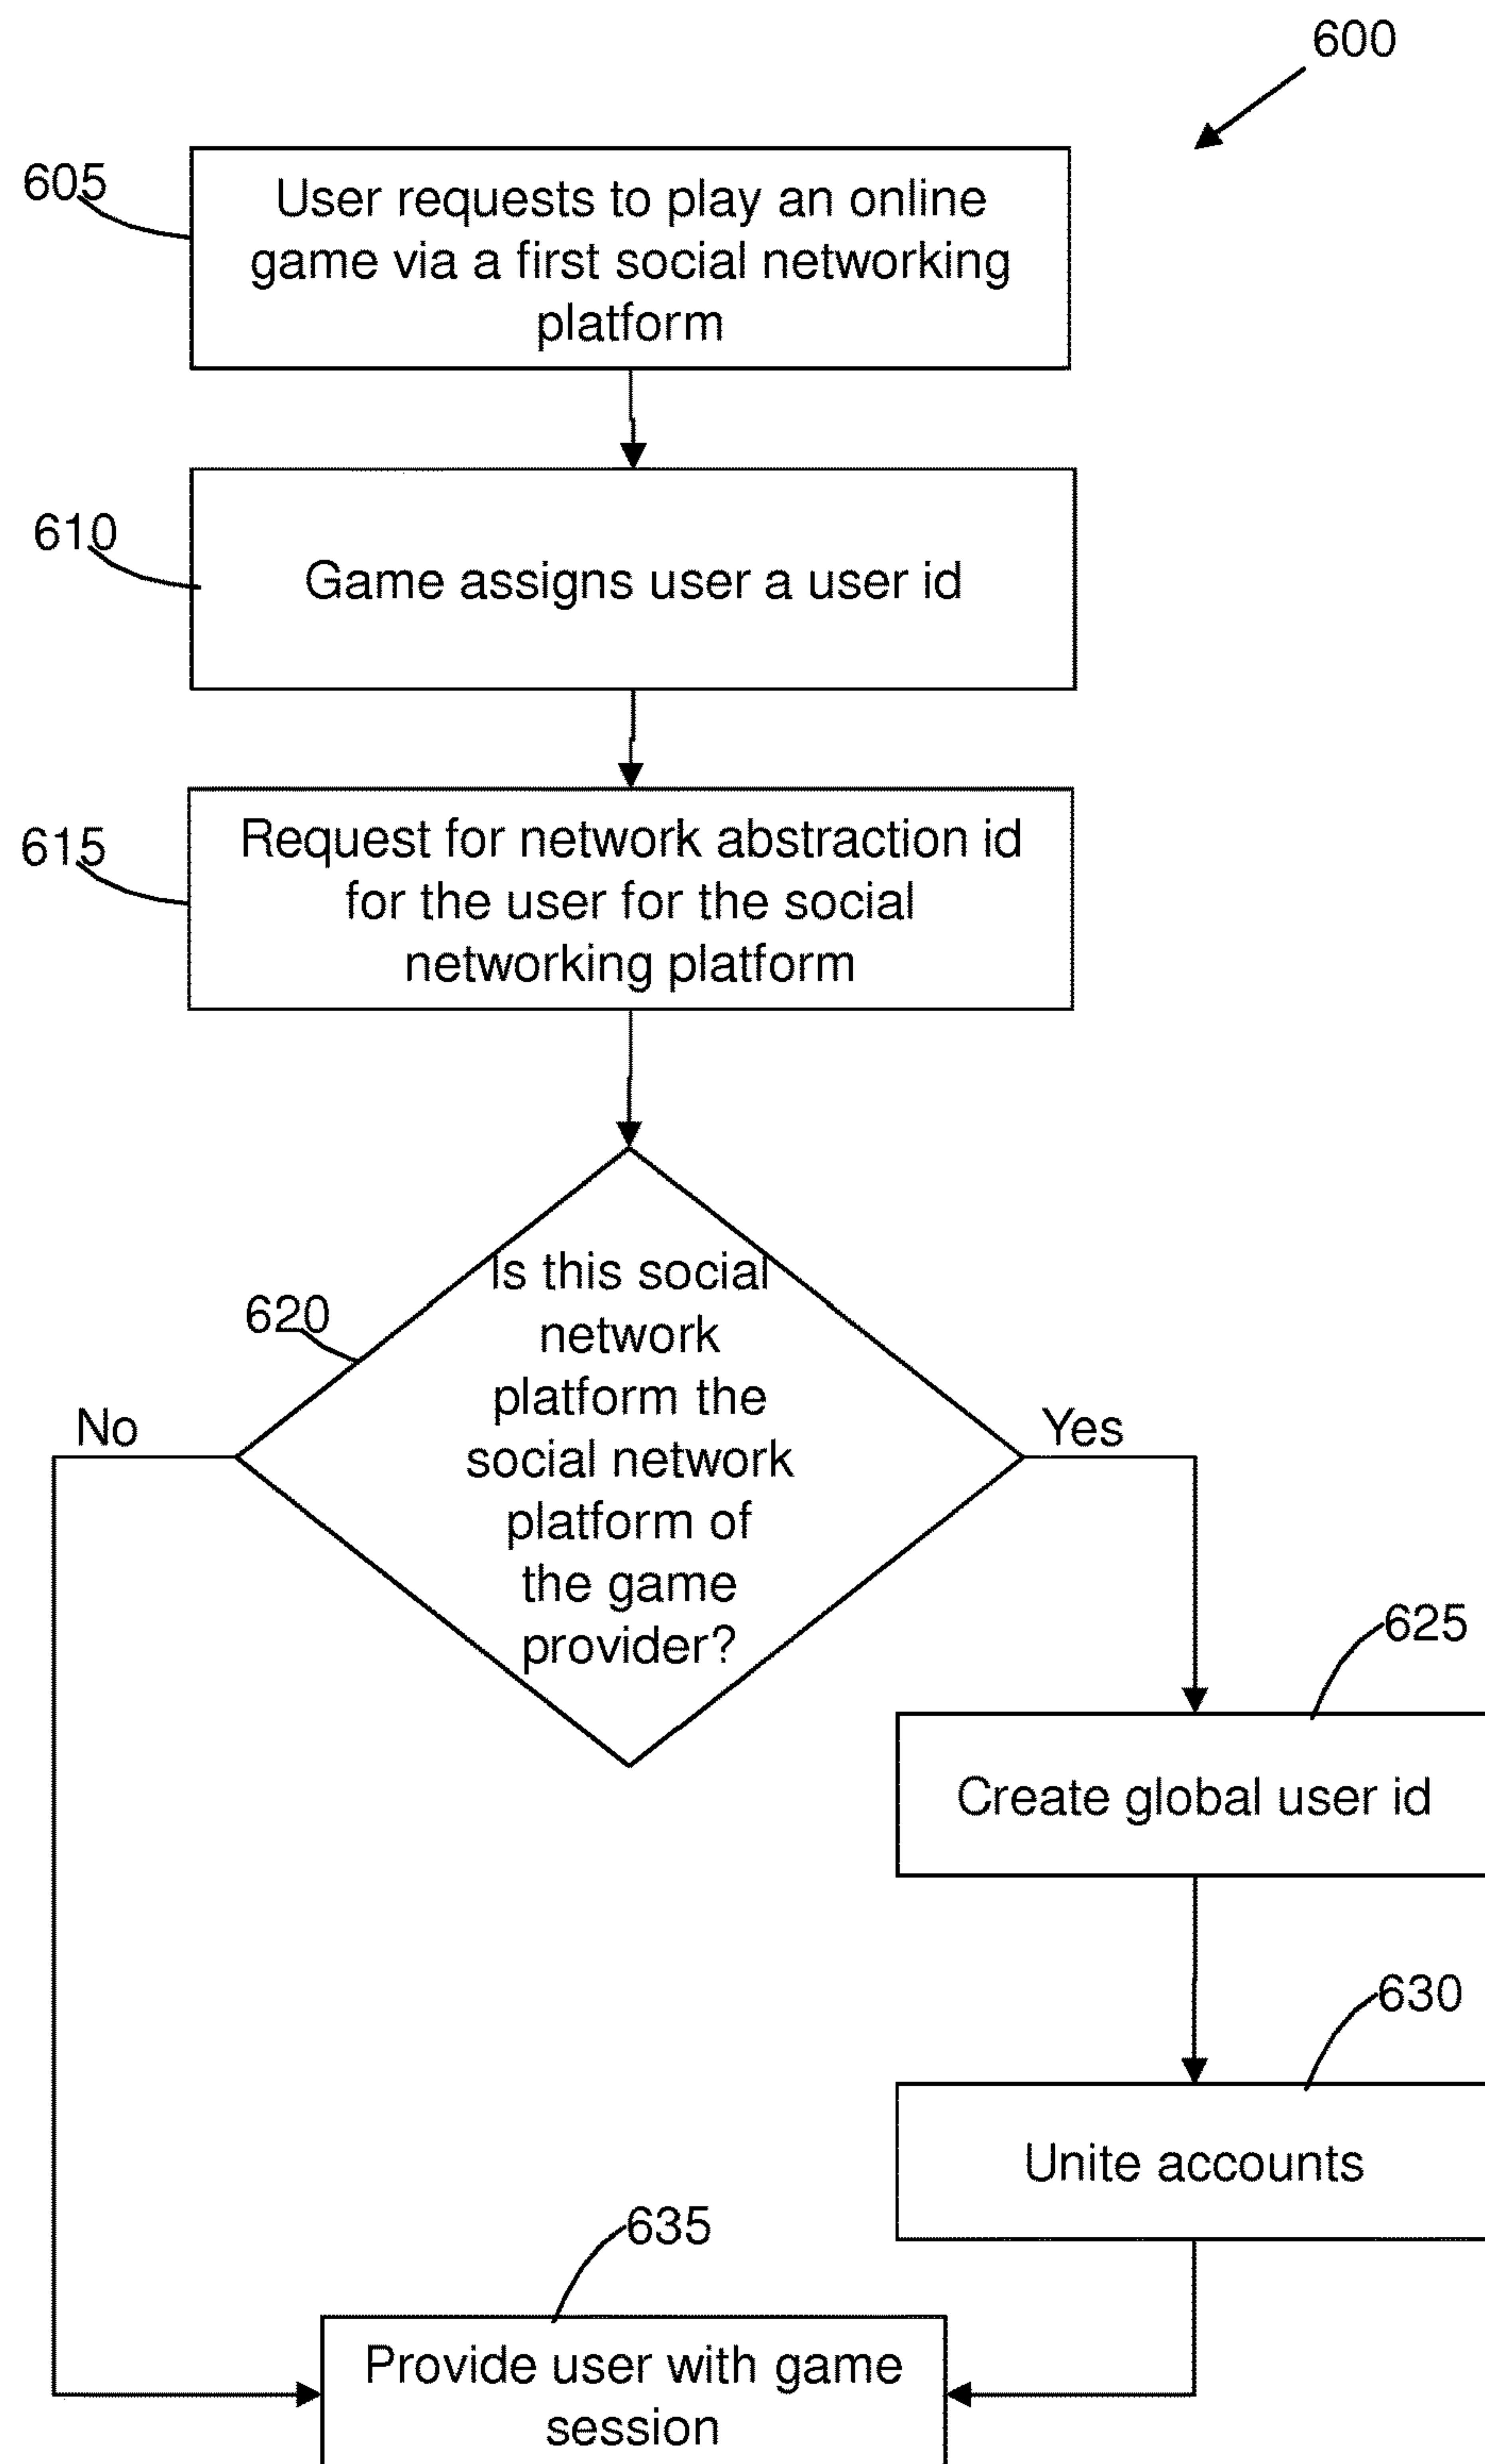 600
605
User requests to play an online
game via a first social networking
platform
610
Game assigns user a user id
615
Request for network abstraction id
for the user for the social
networking platform
620
Is this social
network
platform the
social network
platform of
the game
provider?
No
Yes
625
Create global user id
630
Unite accounts
635
Provide user with game
session